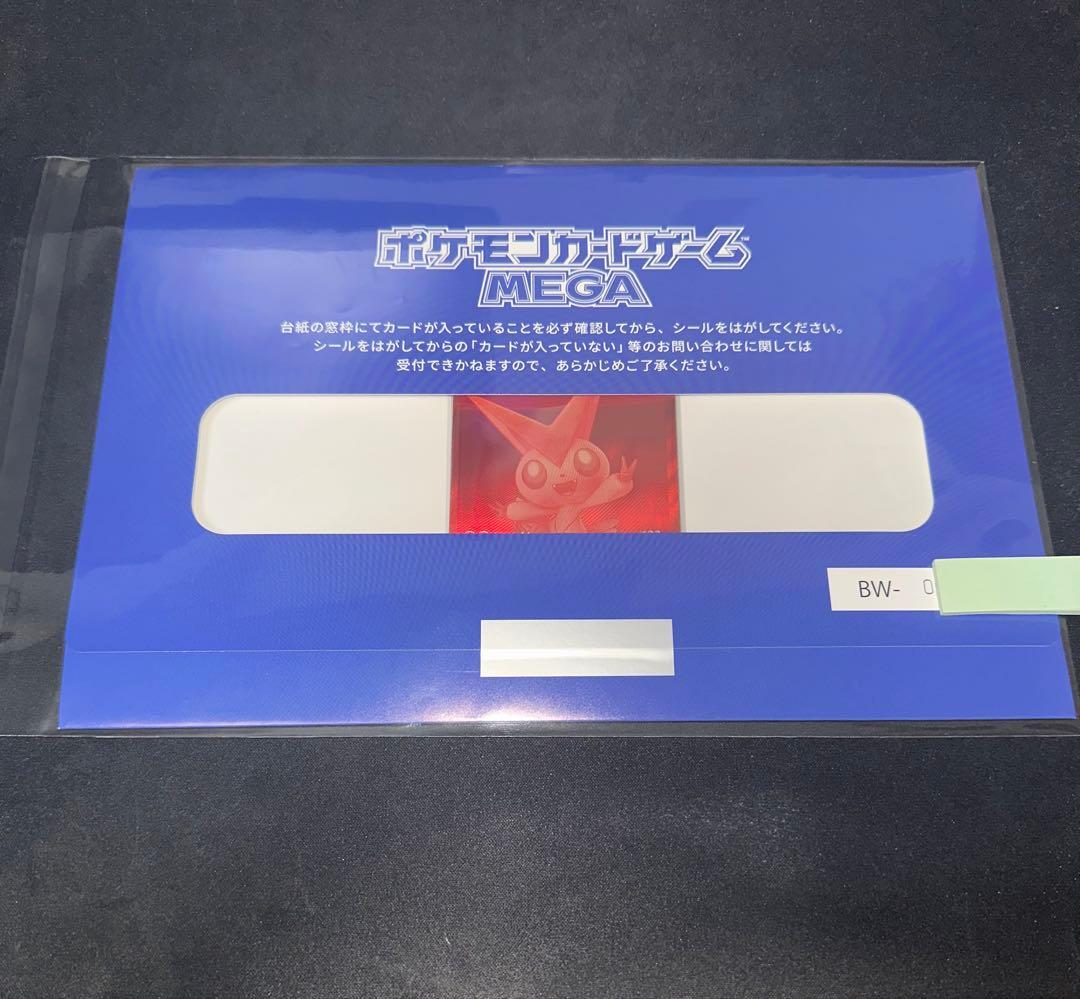 ポケモンカードゲーム™
MEGA
台紙の窓枠にてカードが入っていることを必ず確認してから、シールをはがしてください。
シールをはがしてからの「カードが入っていない」等のお問い合わせに関しては
受付できかねますので、あらかじめご了承ください。
BW- 0